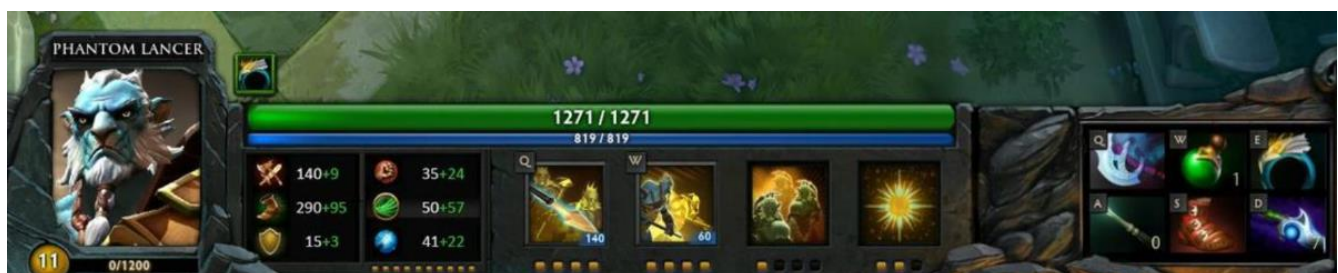 PHANTOM LANCER
1271 / 1271
819 / 819
140+9
35+24
290+95
50+57
15+3
41+22
Q
W
140
60
Q
W
E
1
A
S
D
0
11
0/1200